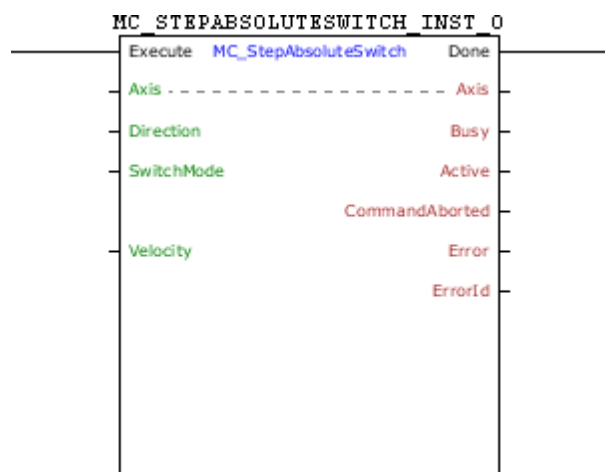 MC_STEPABSOLUTESWITCH_INST_0
Execute MC_StepAbsoluteSwitch Done
Axis Axis
Direction Busy
SwitchMode Active
CommandAborted
Velocity Error
ErrorId